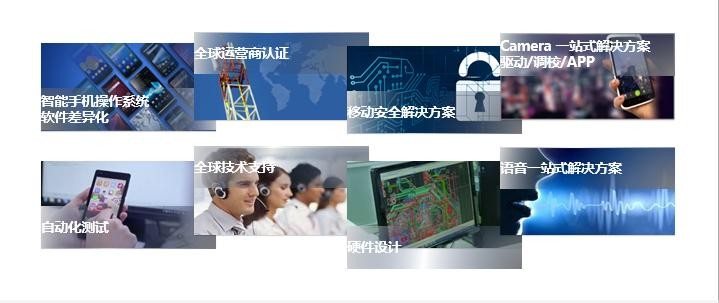 智能手机操作系统
软件差异化
全球运营商认证
移动安全解决方案
Camera 一站式解决方案
驱动/调校/APP
自动化测试
全球技术支持
硬件设计
语音一站式解决方案